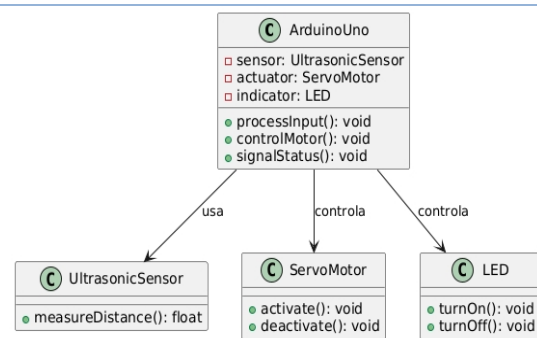 C ArduinoUno
sensor: UltrasonicSensor
actuator: ServoMotor
indicator: LED
processInput(): void
controlMotor(): void
signalStatus(): void
usa
controla
controla
C UltrasonicSensor
measureDistance(): float
C ServoMotor
activate(): void
deactivate(): void
C LED
turnOn(): void
turnOff(): void